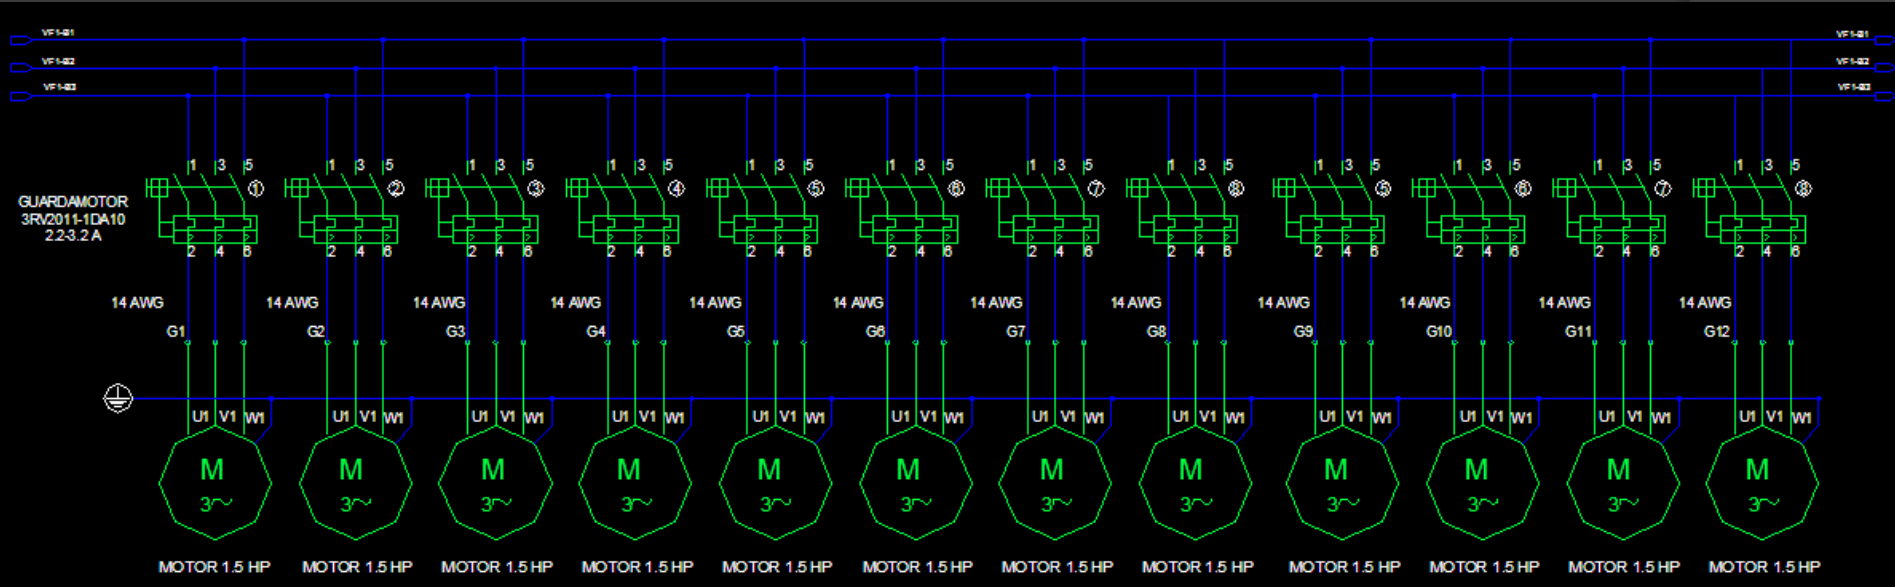 VF1-B1 VF1-B1
VF1-B2 VF1-B2
VF1-B3 VF1-B3
1 3 5 1 3 5 1 3 5 1 3 5 1 3 5 1 3 5 1 3 5 1 3 5 1 3 5 1 3 5 1 3 5 1 3 5
① ② ③ ④ ⑤ ⑥ ⑦ ⑧ ⑤ ⑥ ⑦ ⑧
GUARDAMOTOR
3RV2011-1DA10
2.2-3.2 A
2 4 6 2 4 6 2 4 6 2 4 6 2 4 6 2 4 6 2 4 6 2 4 6 2 4 6 2 4 6 2 4 6 2 4 6
14 AWG 14 AWG 14 AWG 14 AWG 14 AWG 14 AWG 14 AWG 14 AWG 14 AWG 14 AWG 14 AWG 14 AWG
G1 G2 G3 G4 G5 G6 G7 G8 G9 G10 G11 G12
U1 V1 W1 U1 V1 W1 U1 V1 W1 U1 V1 W1 U1 V1 W1 U1 V1 W1 U1 V1 W1 U1 V1 W1 U1 V1 W1 U1 V1 W1 U1 V1 W1 U1 V1 W1
M M M M M M M M M M M M
3~ 3~ 3~ 3~ 3~ 3~ 3~ 3~ 3~ 3~ 3~ 3~
MOTOR 1.5 HP MOTOR 1.5 HP MOTOR 1.5 HP MOTOR 1.5 HP MOTOR 1.5 HP MOTOR 1.5 HP MOTOR 1.5 HP MOTOR 1.5 HP MOTOR 1.5 HP MOTOR 1.5 HP MOTOR 1.5 HP MOTOR 1.5 HP